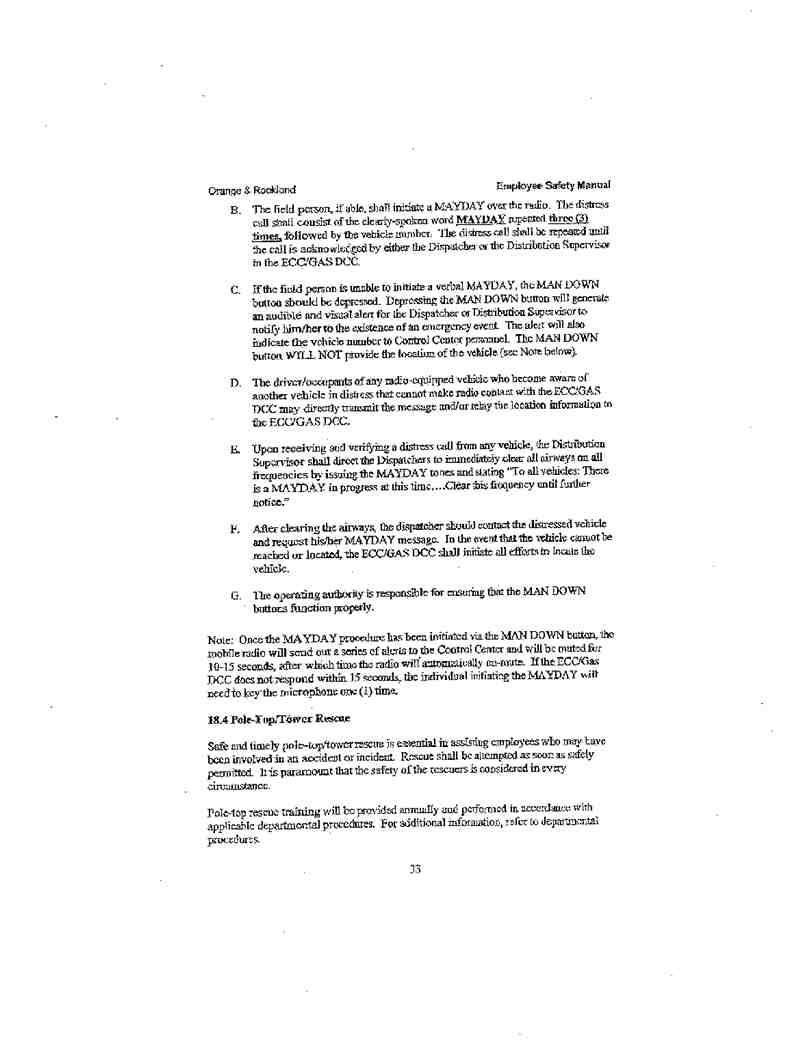 Orange & Rockland
Employee Safety Manual
B. The field person, if able, shall initiate a MAYDAY over the radio. The distress
call shall consist of the clearly-spoken word MAYDAY repeated three (3)
times, followed by the vehicle number. The distress call shall be repeated until
the call is acknowledged by either the Dispatcher or the Distribution Supervisor
in the ECC/GAS DCC.
C. If the field person is unable to initiate a verbal MAYDAY, the MAN DOWN
button should be depressed. Depressing the MAN DOWN button will generate
an audible and visual alert for the Dispatcher or Distribution Supervisor to
notify him/her to the existence of an emergency event. The alert will also
indicate the vehicle number to Control Center personnel. The MAN DOWN
button WILL NOT provide the location of the vehicle (see Note below).
D. The driver/occupants of any radio-equipped vehicle who become aware of
another vehicle in distress that cannot make radio contact with the ECC/GAS
DCC may directly transmit the message and/or relay the location information to
the ECC/GAS DCC.
E. Upon receiving and verifying a distress call from any vehicle, the Distribution
Supervisor shall direct the Dispatchers to immediately clear all airways on all
frequencies by issuing the MAYDAY tones and stating "To all vehicles: There
is a MAYDAY in progress at this time....Clear this frequency until further
notice."
F. After clearing the airways, the dispatcher should contact the distressed vehicle
and request his/her MAYDAY message. In the event that the vehicle cannot be
reached or located, the ECC/GAS DCC shall initiate all efforts to locate the
vehicle.
G. The operating authority is responsible for ensuring that the MAN DOWN
buttons function properly.
Note: Once the MAYDAY procedure has been initiated via the MAN DOWN button, the
mobile radio will send out a series of alerts to the Control Center and will be muted for
10-15 seconds, after which time the radio will automatically un-mute. If the ECC/Gas
DCC does not respond within 15 seconds, the individual initiating the MAYDAY will
need to key the microphone one (1) time.
18.4 Pole-Top/Tower Rescue
Safe and timely pole-top/tower rescue is essential in assisting employees who may have
been involved in an accident or incident. Rescue shall be attempted as soon as safely
permitted. It is paramount that the safety of the rescuers is considered in every
circumstance.
Pole-top rescue training will be provided annually and performed in accordance with
applicable departmental procedures. For additional information, refer to departmental
procedures.
33